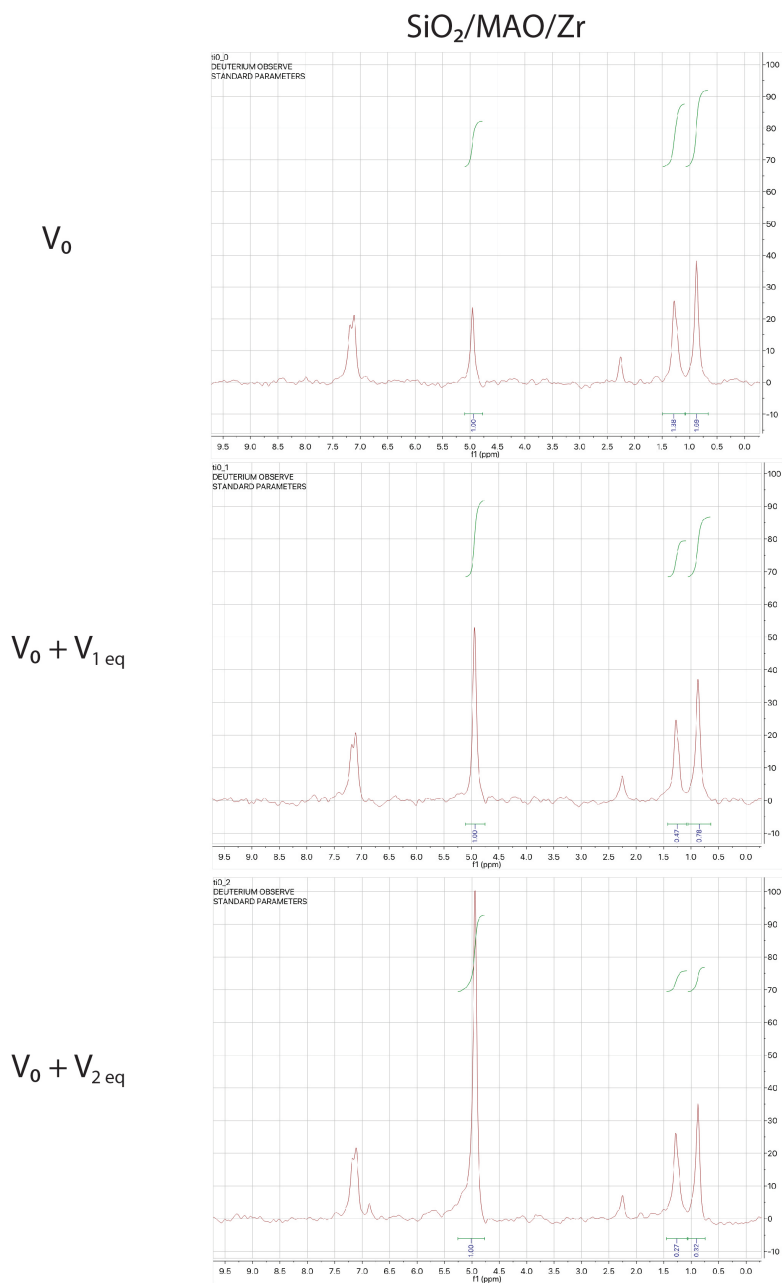 SiO₂/MAO/Zr
V₀
ti0_0
DEUTERIUM OBSERVE
STANDARD PARAMETERS
100
90
80
70
60
50
40
30
20
10
0
-10
1.00
1.38
1.69
9.5 9.0 8.5 8.0 7.5 7.0 6.5 6.0 5.5 5.0 4.5 4.0 3.5 3.0 2.5 2.0 1.5 1.0 0.5 0.0
f1 (ppm)
V₀ + V₁ eq
ti0_1
DEUTERIUM OBSERVE
STANDARD PARAMETERS
100
90
80
70
60
50
40
30
20
10
0
-10
1.00
0.47
0.78
9.5 9.0 8.5 8.0 7.5 7.0 6.5 6.0 5.5 5.0 4.5 4.0 3.5 3.0 2.5 2.0 1.5 1.0 0.5 0.0
f1 (ppm)
V₀ + V₂ eq
ti0_2
DEUTERIUM OBSERVE
STANDARD PARAMETERS
100
90
80
70
60
50
40
30
20
10
0
-10
1.00
0.27
0.32
9.5 9.0 8.5 8.0 7.5 7.0 6.5 6.0 5.5 5.0 4.5 4.0 3.5 3.0 2.5 2.0 1.5 1.0 0.5 0.0
f1 (ppm)